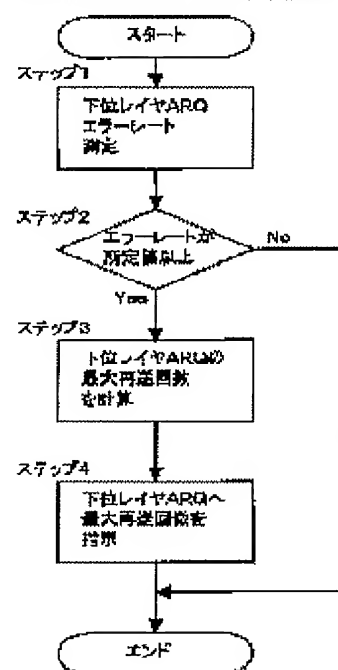 スタート
ステップ1
下位レイヤARQ
エラーレート
測定
ステップ2
エラーレートが
所定値以上
No
Yes
ステップ3
下位レイヤARQの
最大再送回数
を計算
ステップ4
下位レイヤARQへ
最大再送回数を
指示
エンド